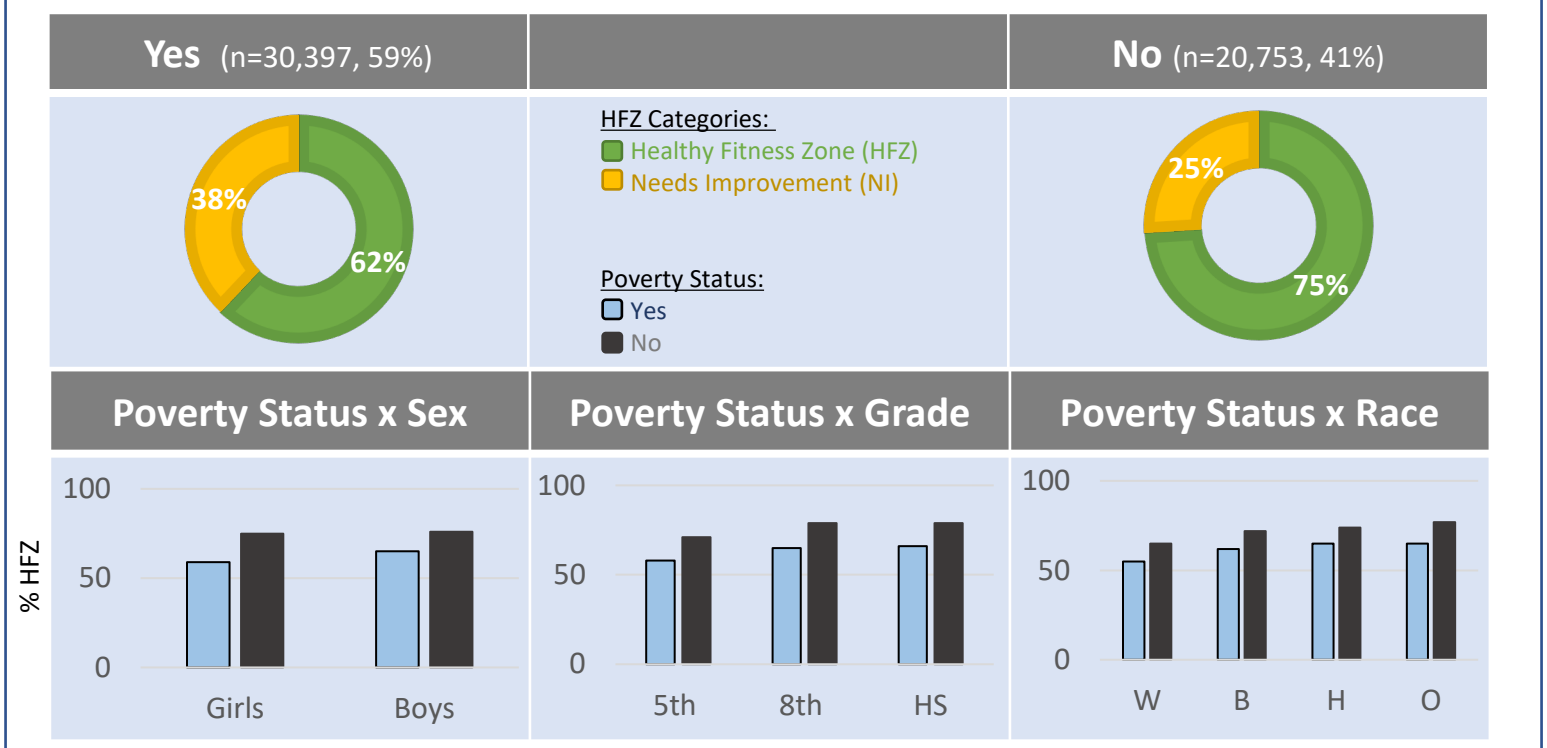 Yes (n=30,397, 59%)
No (n=20,753, 41%)
38%
62%
HFZ Categories:
Healthy Fitness Zone (HFZ)
Needs Improvement (NI)
Poverty Status:
Yes
No
25%
75%
Poverty Status x Sex
Poverty Status x Grade
Poverty Status x Race
% HFZ
100
50
0
Girls Boys
100
50
0
5th 8th HS
100
50
0
W B H O